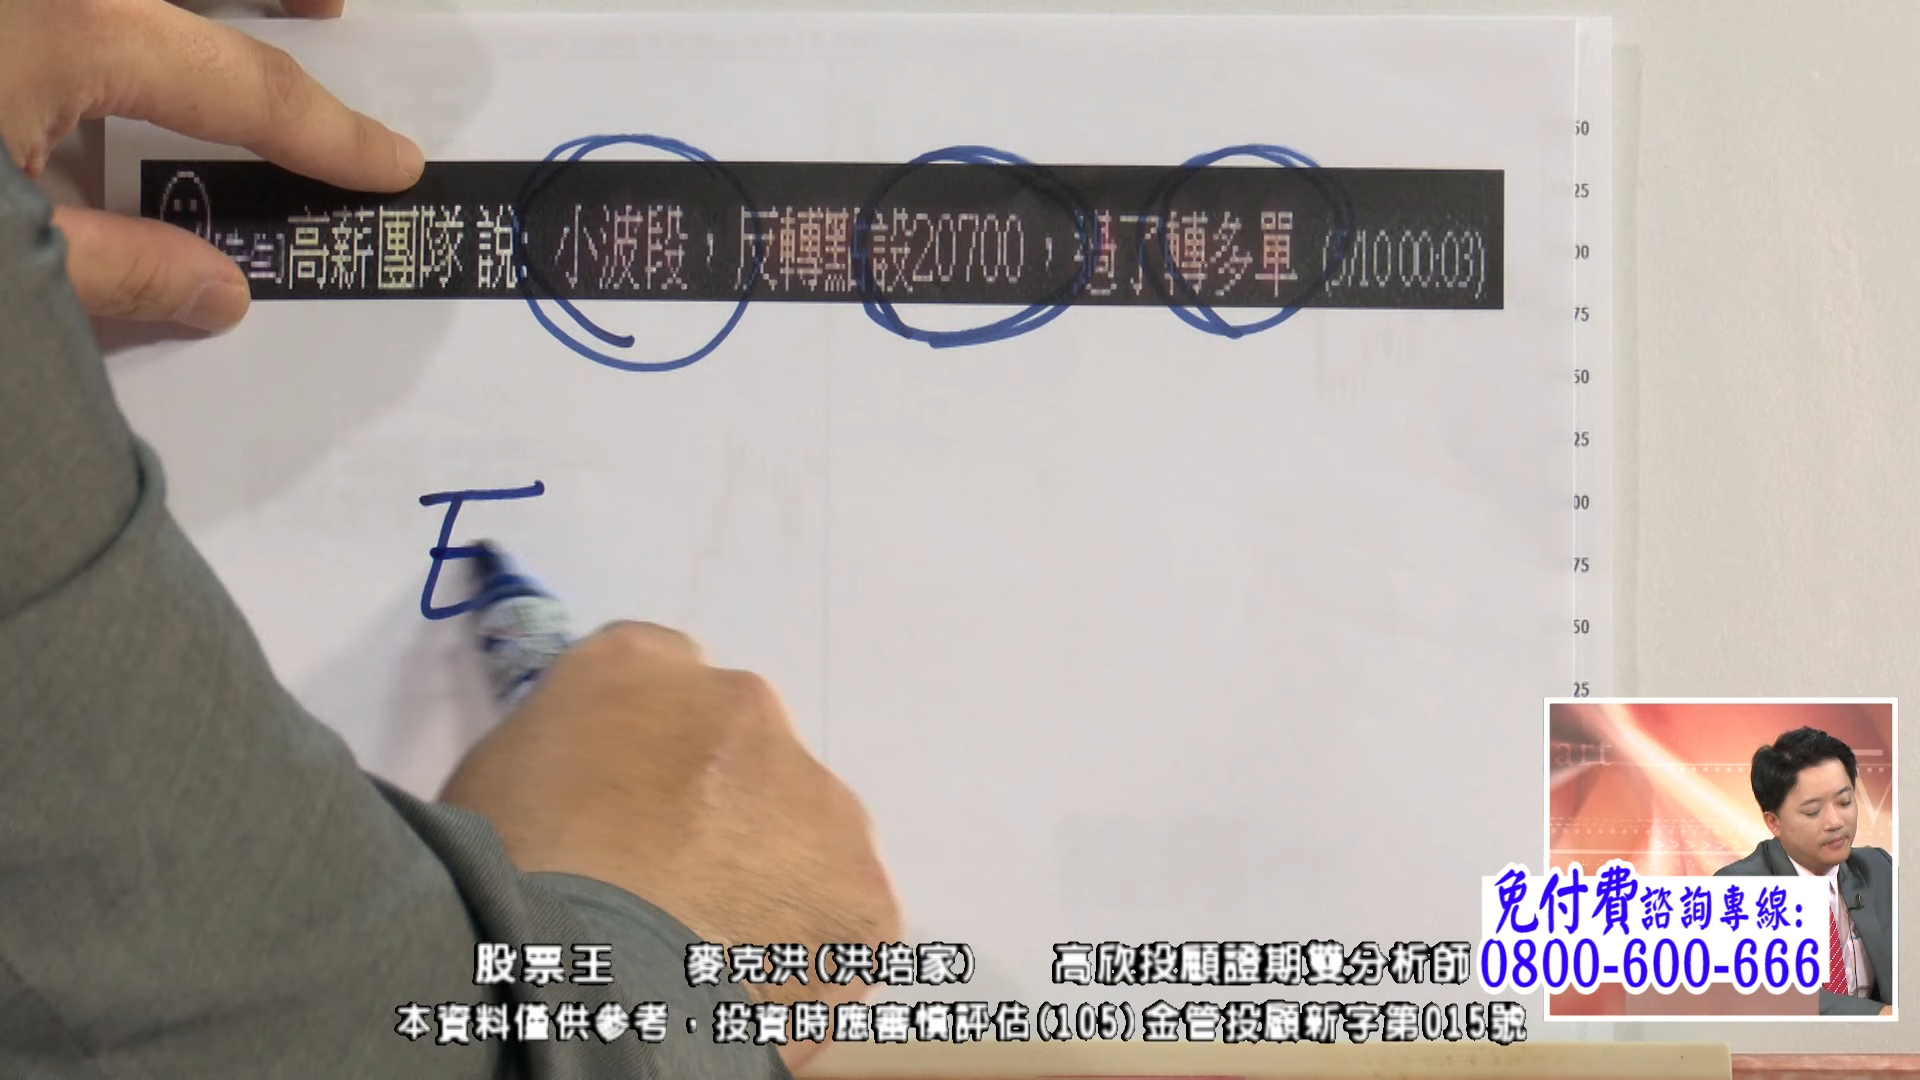 高薪團隊 說: 小波段，反轉點設20700，過了轉多單 (5/10 00:03)
50
25
00
75
50
25
00
75
50
25
E
art
免付費諮詢專線:
0800-600-666
股票王 麥克洪(洪培家) 高欣投顧證期雙分析師
本資料僅供參考，投資時應審慎評估(105)金管投顧新字第015號